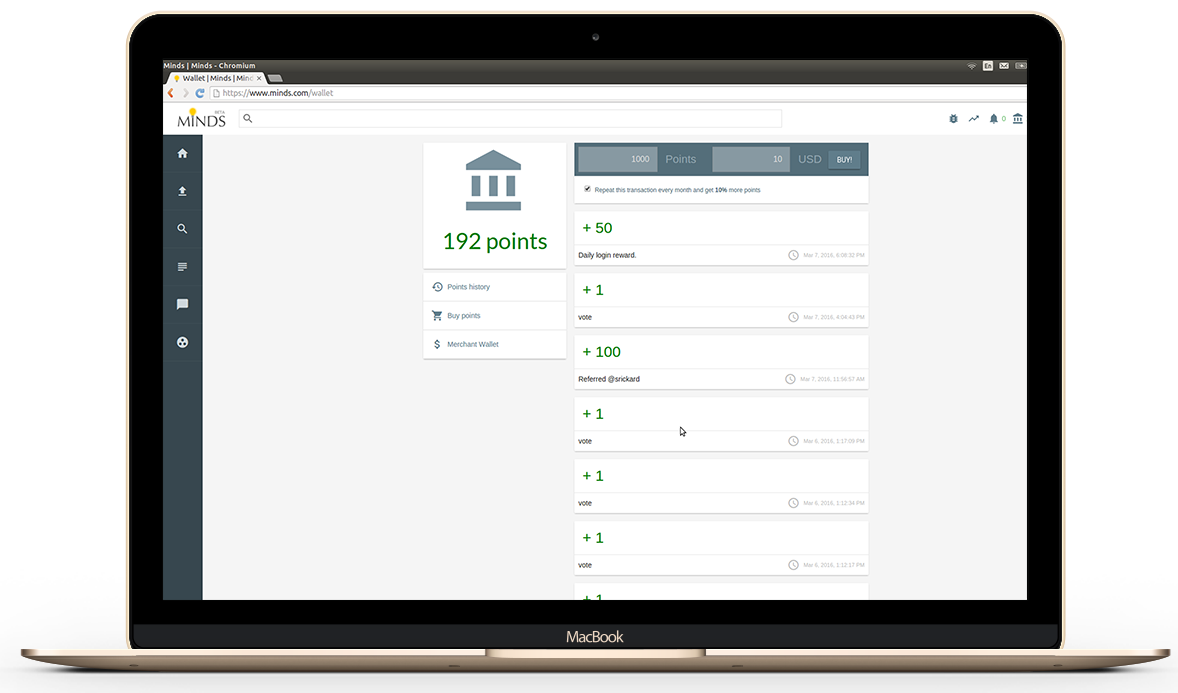 Minds | Minds - Chromium
En
Wallet | Minds | Mind
https://www.minds.com/wallet
MINDS
BETA
0
192 points
Points history
Buy points
Merchant Wallet
1000 Points 10 USD BUY!
Repeat this transaction every month and get 10% more points
+ 50
Daily login reward. Mar 7, 2016, 6:08:32 PM
+ 1
vote Mar 7, 2016, 4:04:43 PM
+ 100
Referred @srickard Mar 7, 2016, 11:56:57 AM
+ 1
vote Mar 6, 2016, 1:17:09 PM
+ 1
vote Mar 6, 2016, 1:12:34 PM
+ 1
vote Mar 6, 2016, 1:12:17 PM
+ 1
MacBook